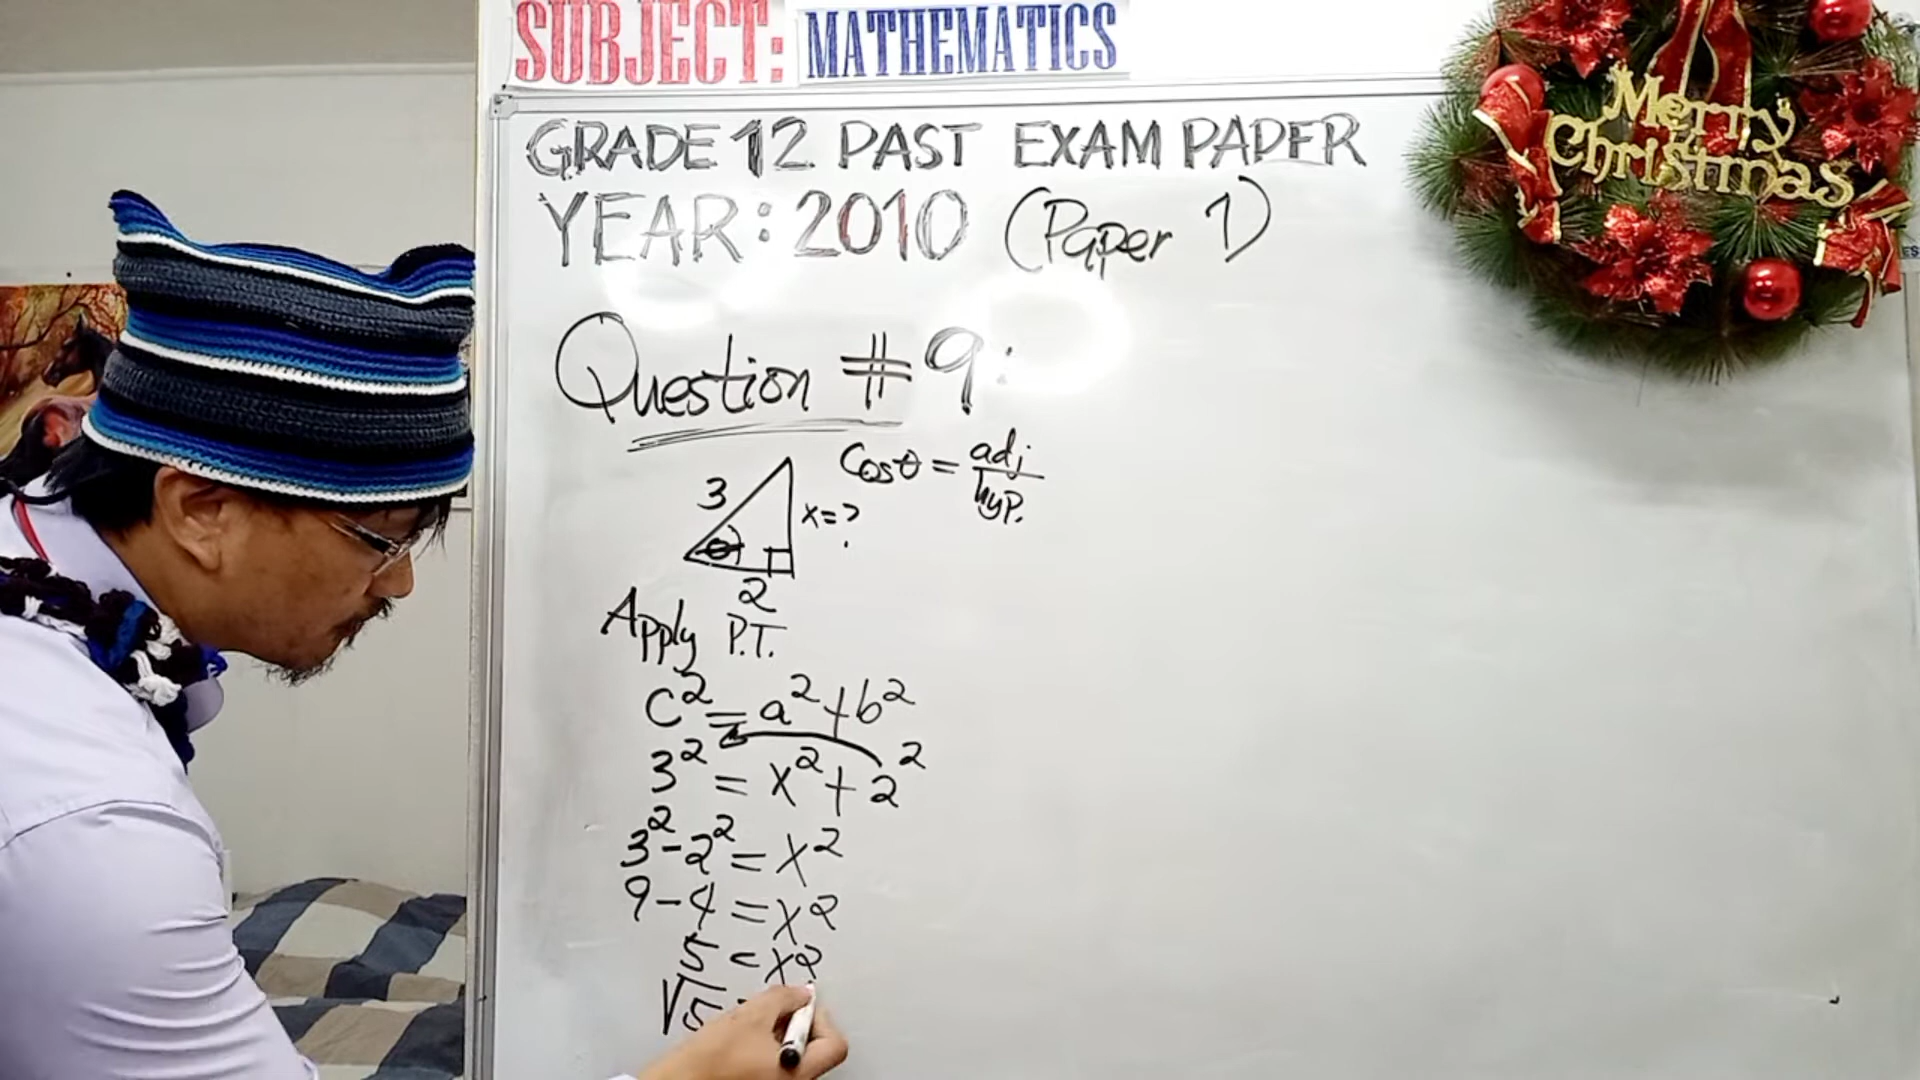 SUBJECT: MATHEMATICS
GRADE 12 PAST EXAM PAPER
YEAR: 2010 (Paper 1)
Merry
Christmas
Question # 9:
Cosθ = adj/hyp.
3
x=?
θ
2
Apply P.T.
c² = a² + b²
3² = x² + 2²
3² - 2² = x²
9 - 4 = x²
5 = x²
√5 =